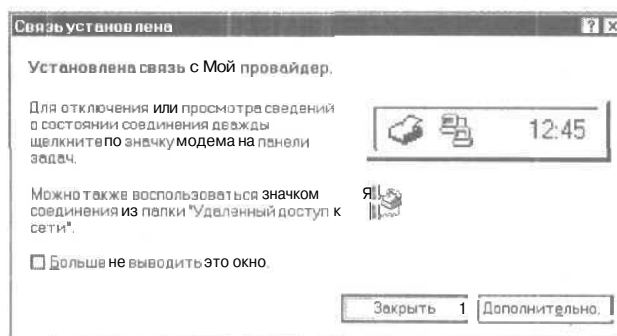 Связь установлена
Установлена связь с Мой провайдер.
Для отключения или просмотра сведений
о состоянии соединения дважды
щелкните по значку модема на панели
задач.
12:45
Можно также воспользоваться значком
соединения из папки "Удаленный доступ к
сети".
Больше не выводить это окно.
Закрыть 1 Дополнительно.